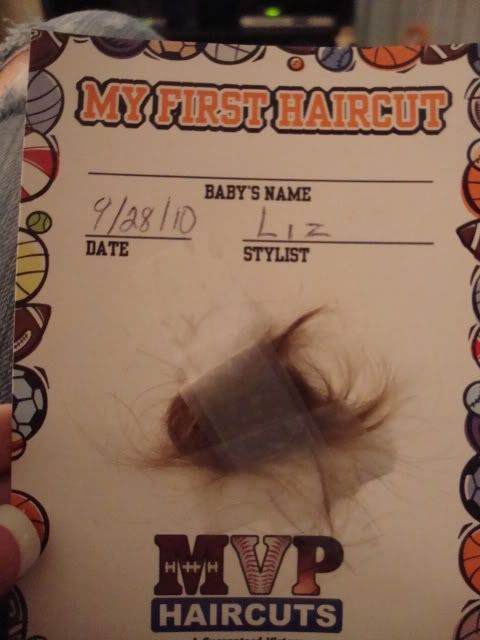 MY FIRST HAIRCUT
BABY'S NAME
9/28/10 LIZ
DATE STYLIST
MVP
HAIRCUTS